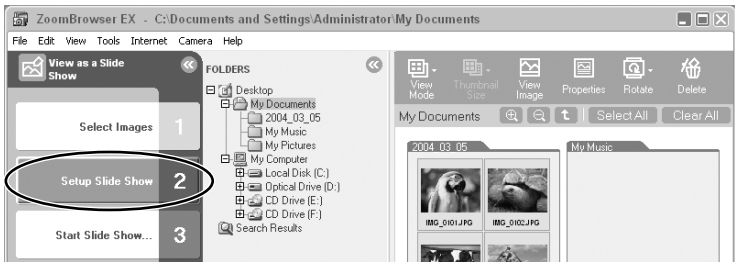 ZoomBrowser EX - C:\Documents and Settings\Administrator\My Documents
File Edit View Tools Internet Camera Help
View as a Slide
Show
Select Images 1
Setup Slide Show 2
Start Slide Show... 3
FOLDERS
Desktop
My Documents
2004_03_05
My Music
My Pictures
My Computer
Local Disk (C:)
Optical Drive (D:)
CD Drive (E:)
CD Drive (F:)
Search Results
View Mode
Thumbnail Size
View Image
Properties
Rotate
Delete
My Documents Select All Clear All
2004_03_05
My Music
IMG_0101.JPG
IMG_0102.JPG